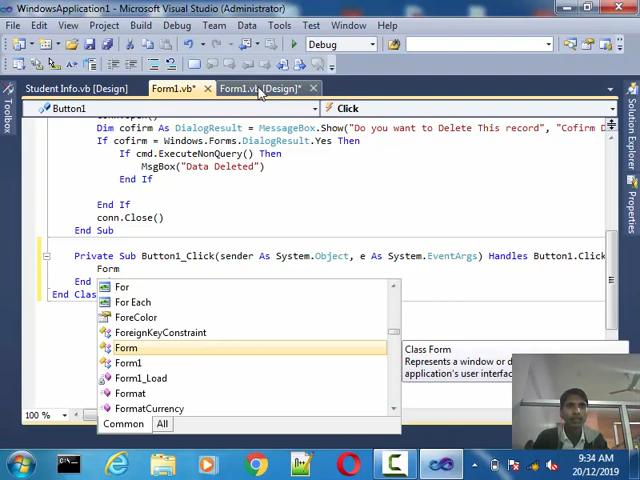 WindowsApplication1 - Microsoft Visual Studio (Administrator)
File Edit View Project Build Debug Team Data Tools Test Window Help
Debug
Student Info.vb [Design] Form1.vb* Form1.vb [Design]*
Button1 Click
conn.Open()
Dim cofirm As DialogResult = MessageBox.Show("Do you want to Delete This record", "Cofirm D
If cofirm = Windows.Forms.DialogResult.Yes Then
If cmd.ExecuteNonQuery() Then
MsgBox("Data Deleted")
End If
End If
conn.Close()
End Sub
Private Sub Button1_Click(sender As System.Object, e As System.EventArgs) Handles Button1.Click
Form
End
End Clas
For
For Each
ForeColor
ForeignKeyConstraint
Form
Form1
Form1_Load
Format
FormatCurrency
Common All
Class Form
Represents a window or d
application's user interfac
Toolbox
Solution Explorer
Properties
100 %
9:34 AM
20/12/2019